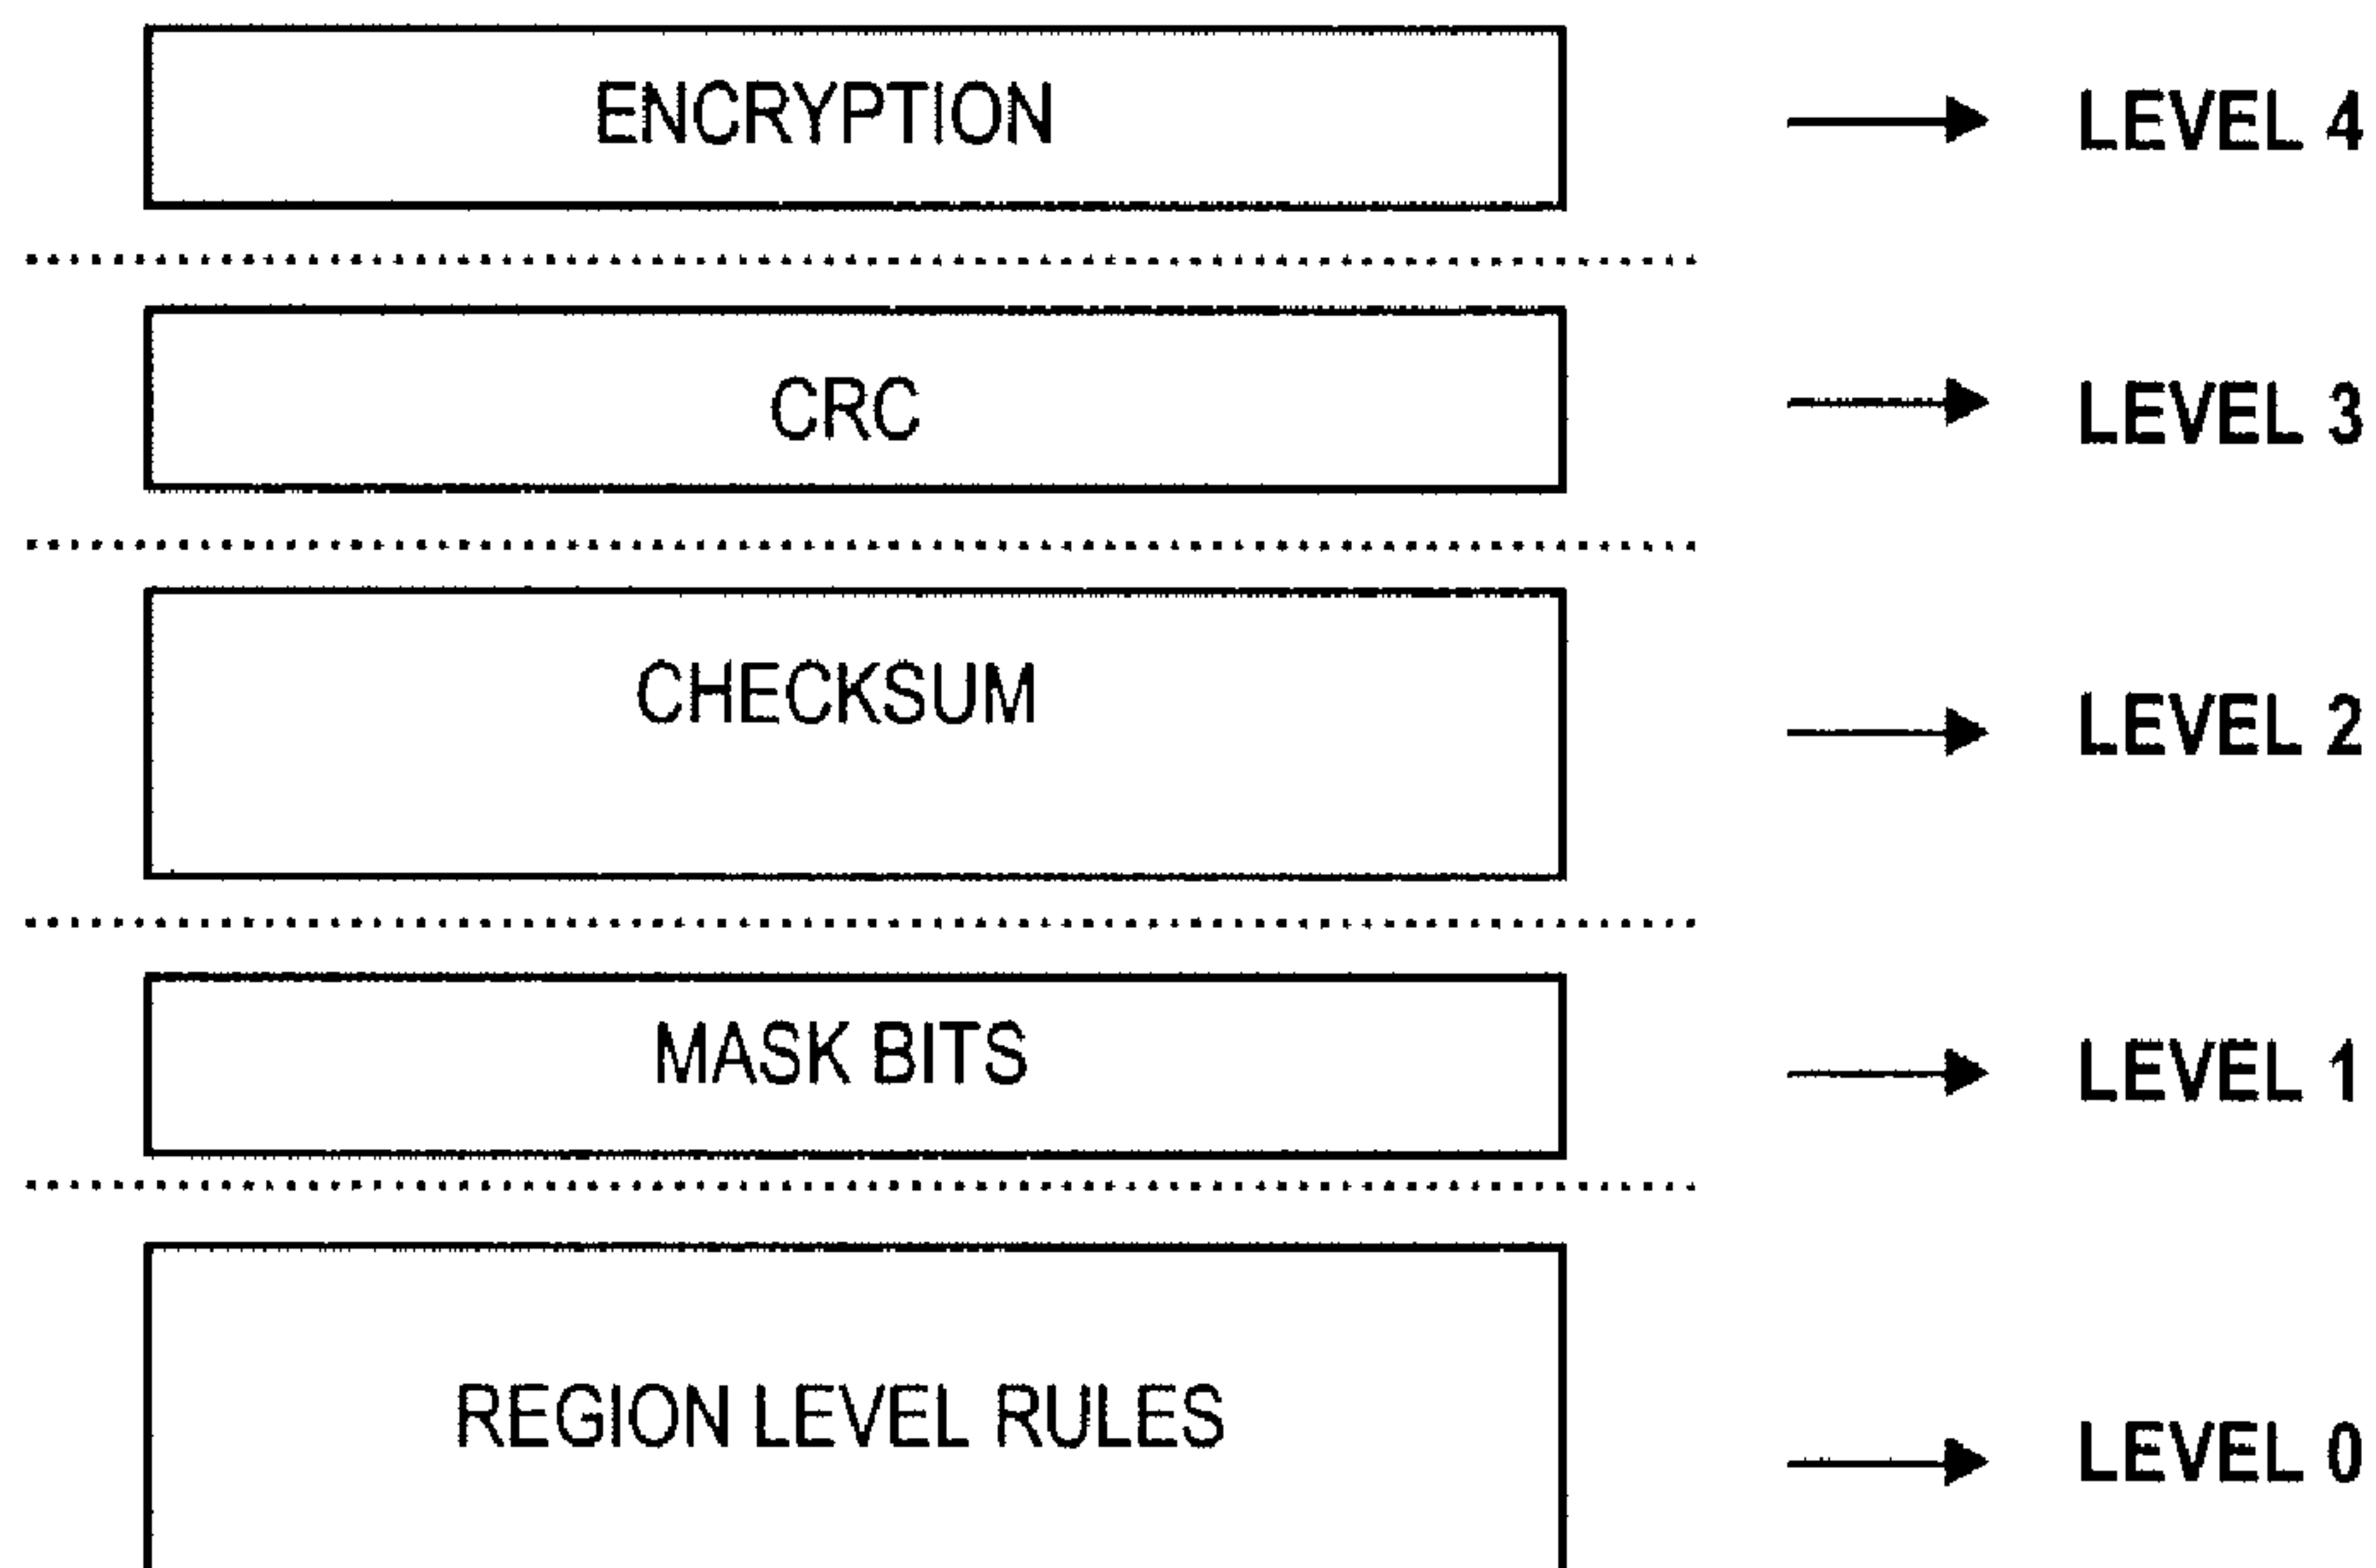 ENCRYPTION LEVEL 4
CRC LEVEL 3
CHECKSUM LEVEL 2
MASK BITS LEVEL 1
REGION LEVEL RULES LEVEL 0